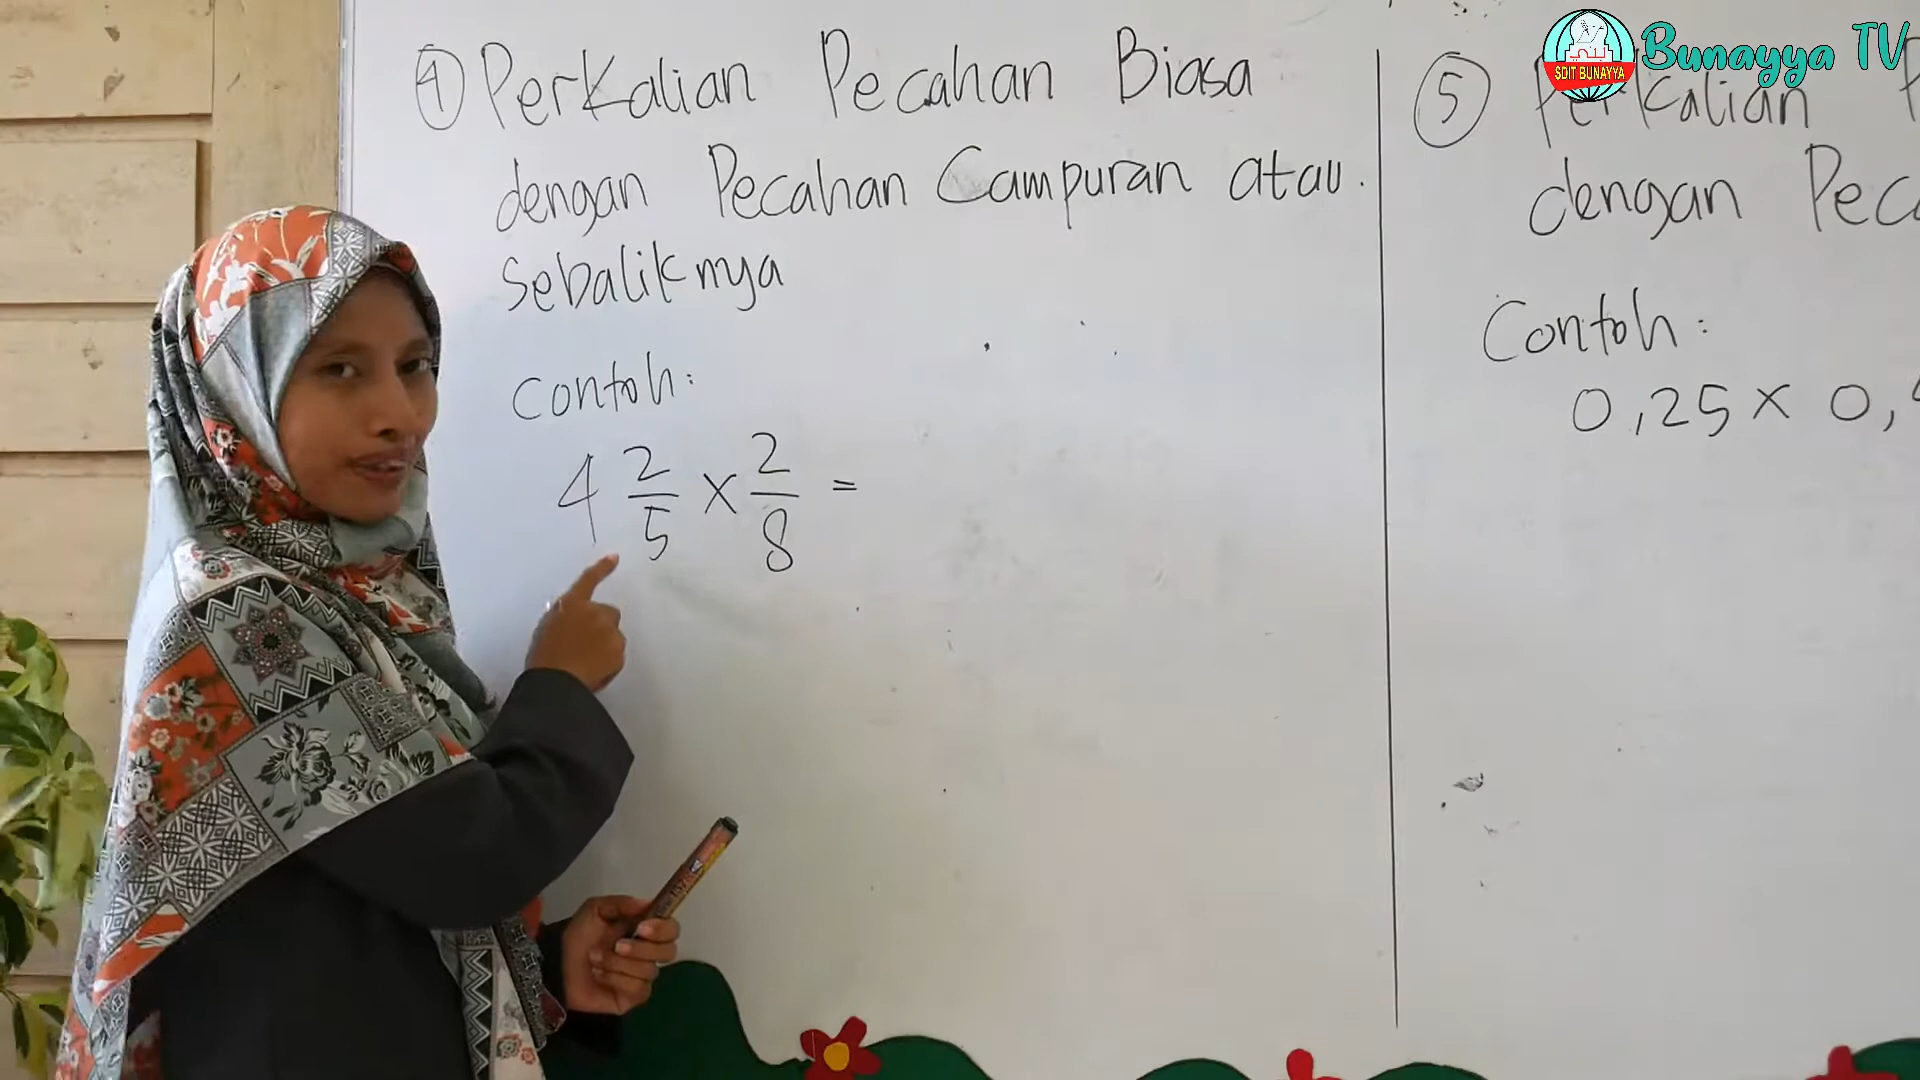 ④ Perkalian Pecahan Biasa
dengan Pecahan Campuran atau
sebaliknya
contoh:
4 2/5 x 2/8 =
⑤ Perkalian
dengan
Contoh:
0,25 x 0,
SDIT BUNAYYA
Bunayya TV